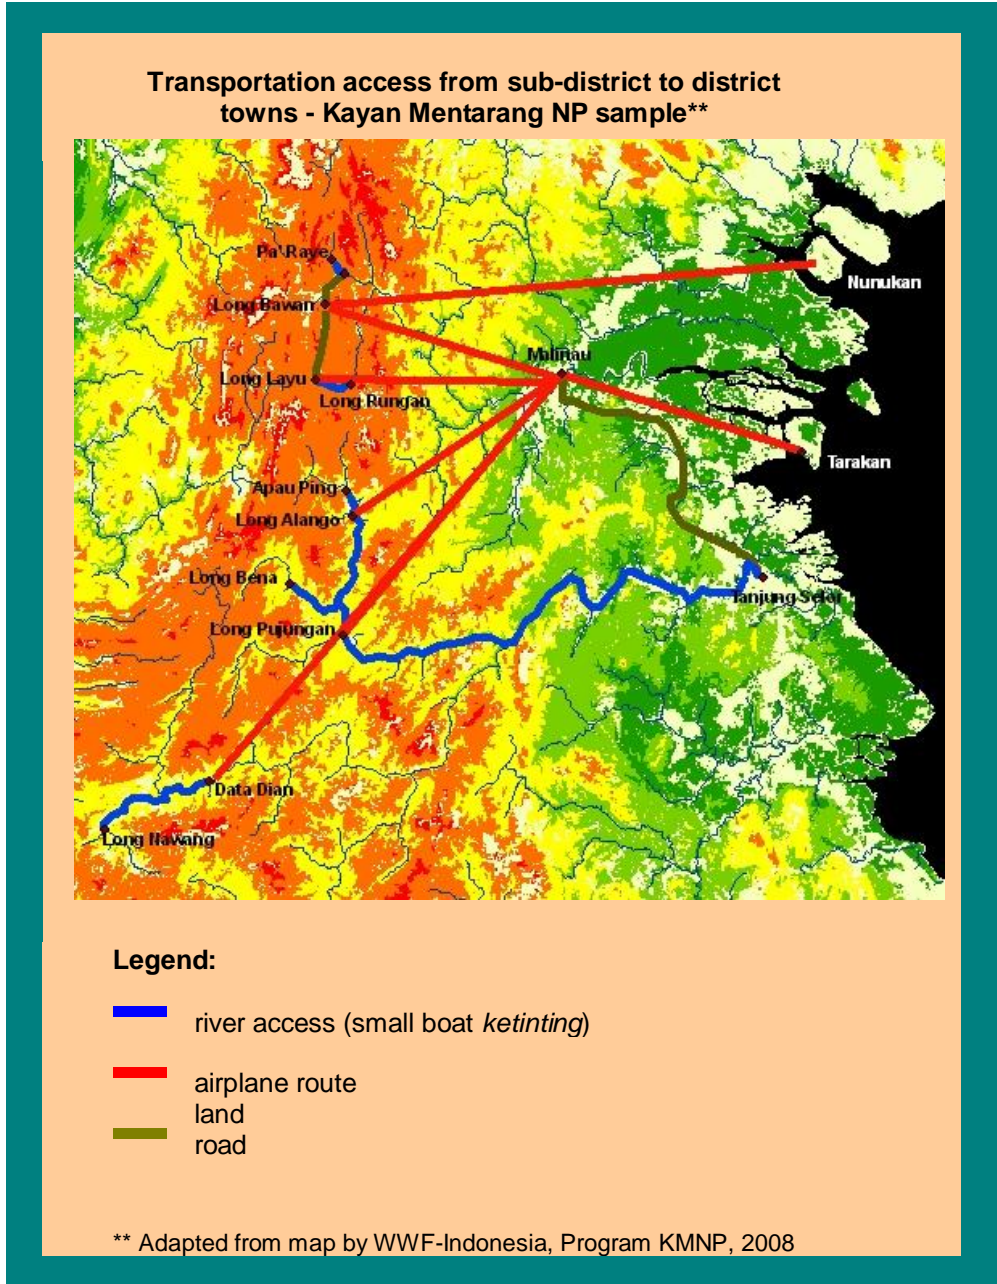 Transportation access from sub-district to district
towns - Kayan Mentarang NP sample**
Pa'Raye
Long Bawan
Nunukan
Malinau
Long Layu
Long Rungan
Tarakan
Apau Ping
Long Alango
Long Bena
Tanjung Selor
Long Pujungan
Data Dian
Long Nawang
Legend:
river access (small boat ketinting)
airplane route
land
road
** Adapted from map by WWF-Indonesia, Program KMNP, 2008